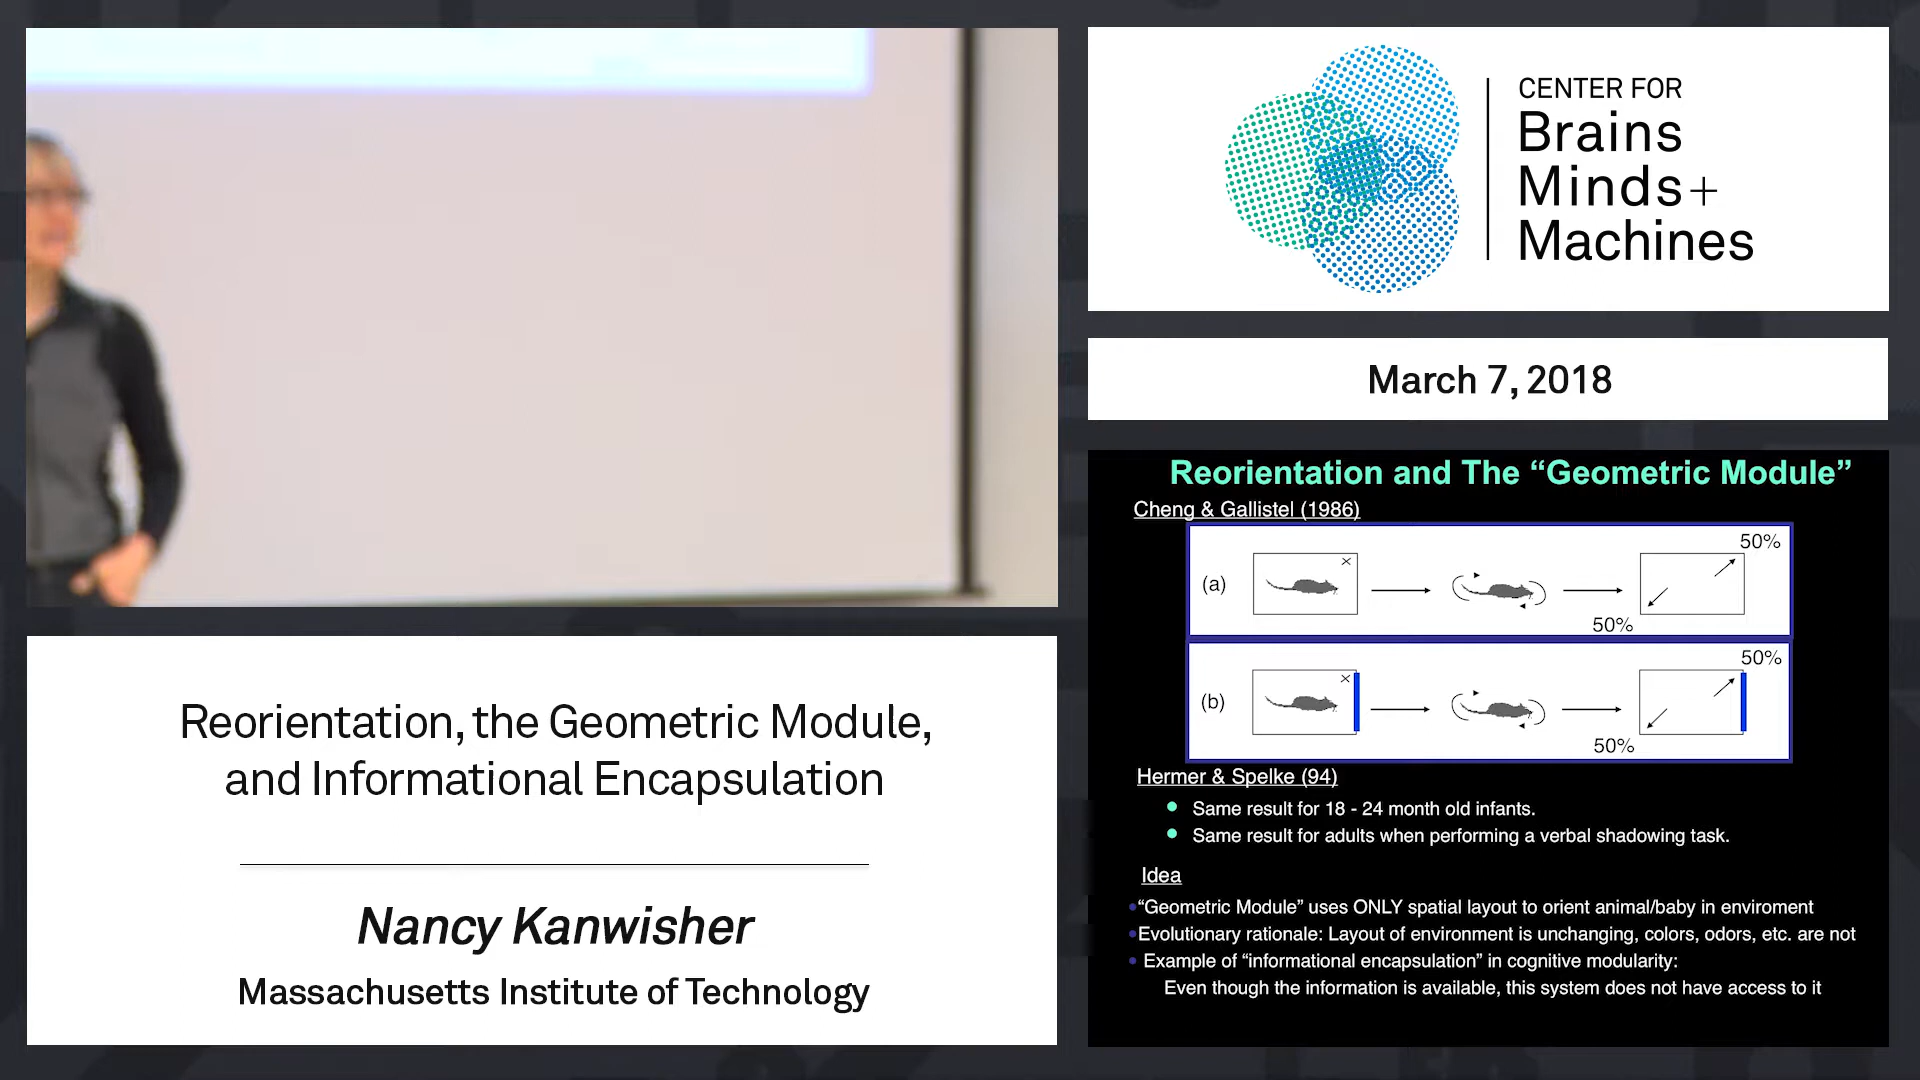 CENTER FOR
Brains
Minds+
Machines
March 7, 2018
Reorientation and The “Geometric Module”
Cheng & Gallistel (1986)
(a)
×
50%
50%
(b)
×
50%
50%
Hermer & Spelke (94)
Same result for 18 - 24 month old infants.
Same result for adults when performing a verbal shadowing task.
Idea
“Geometric Module” uses ONLY spatial layout to orient animal/baby in enviroment
Evolutionary rationale: Layout of environment is unchanging, colors, odors, etc. are not
Example of “informational encapsulation” in cognitive modularity:
Even though the information is available, this system does not have access to it
Reorientation, the Geometric Module,
and Informational Encapsulation
Nancy Kanwisher
Massachusetts Institute of Technology